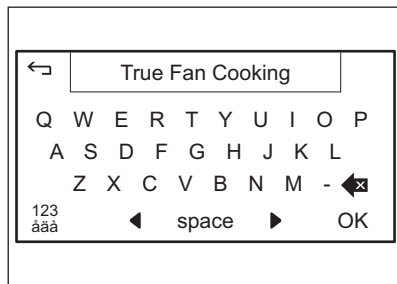 True Fan Cooking
Q W E R T Y U I O P
A S D F G H J K L
Z X C V B N M -
123 space OK
åäà